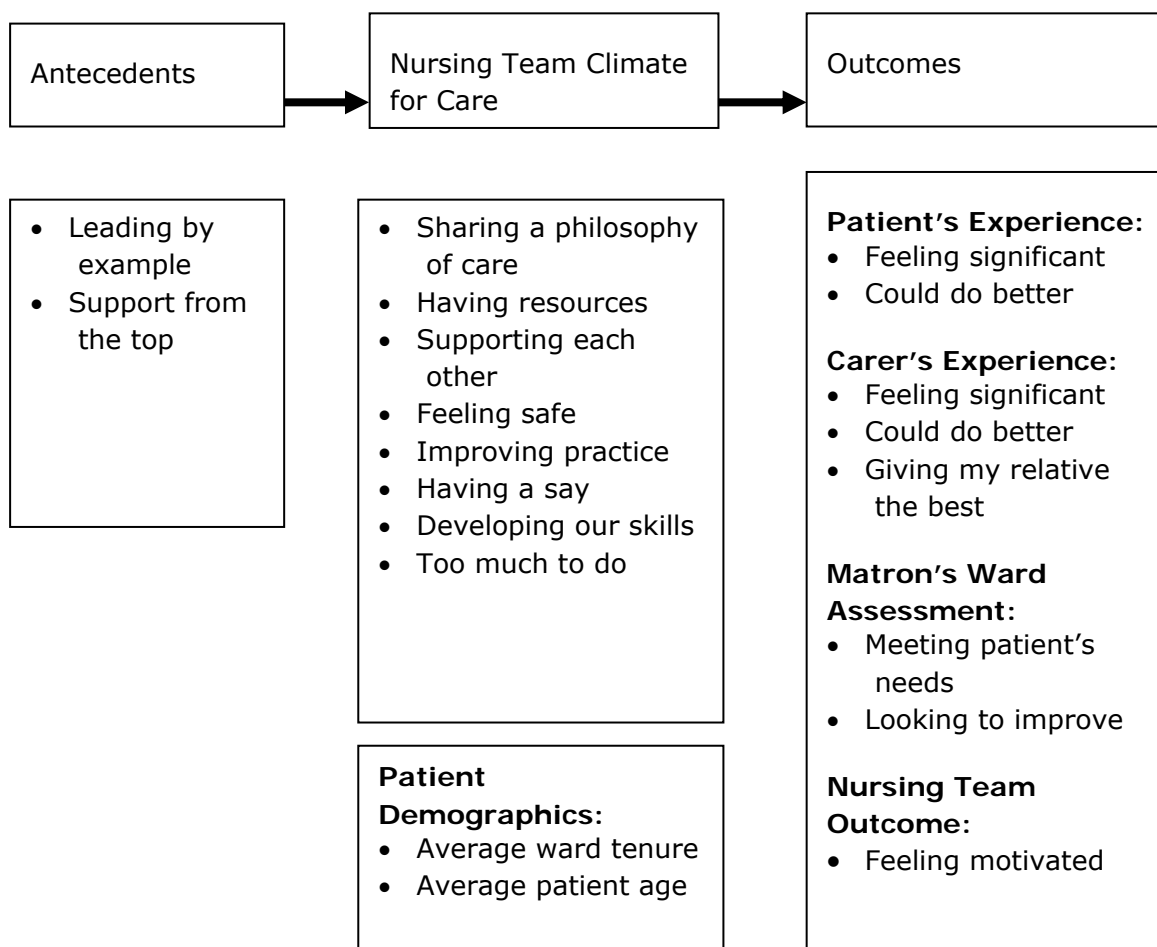 Antecedents
Nursing Team Climate
for Care
Outcomes
• Leading by
example
• Support from
the top
• Sharing a philosophy
of care
• Having resources
• Supporting each
other
• Feeling safe
• Improving practice
• Having a say
• Developing our skills
• Too much to do
Patient
Demographics:
• Average ward tenure
• Average patient age
Patient’s Experience:
• Feeling significant
• Could do better
Carer’s Experience:
• Feeling significant
• Could do better
• Giving my relative
the best
Matron’s Ward
Assessment:
• Meeting patient’s
needs
• Looking to improve
Nursing Team
Outcome:
• Feeling motivated